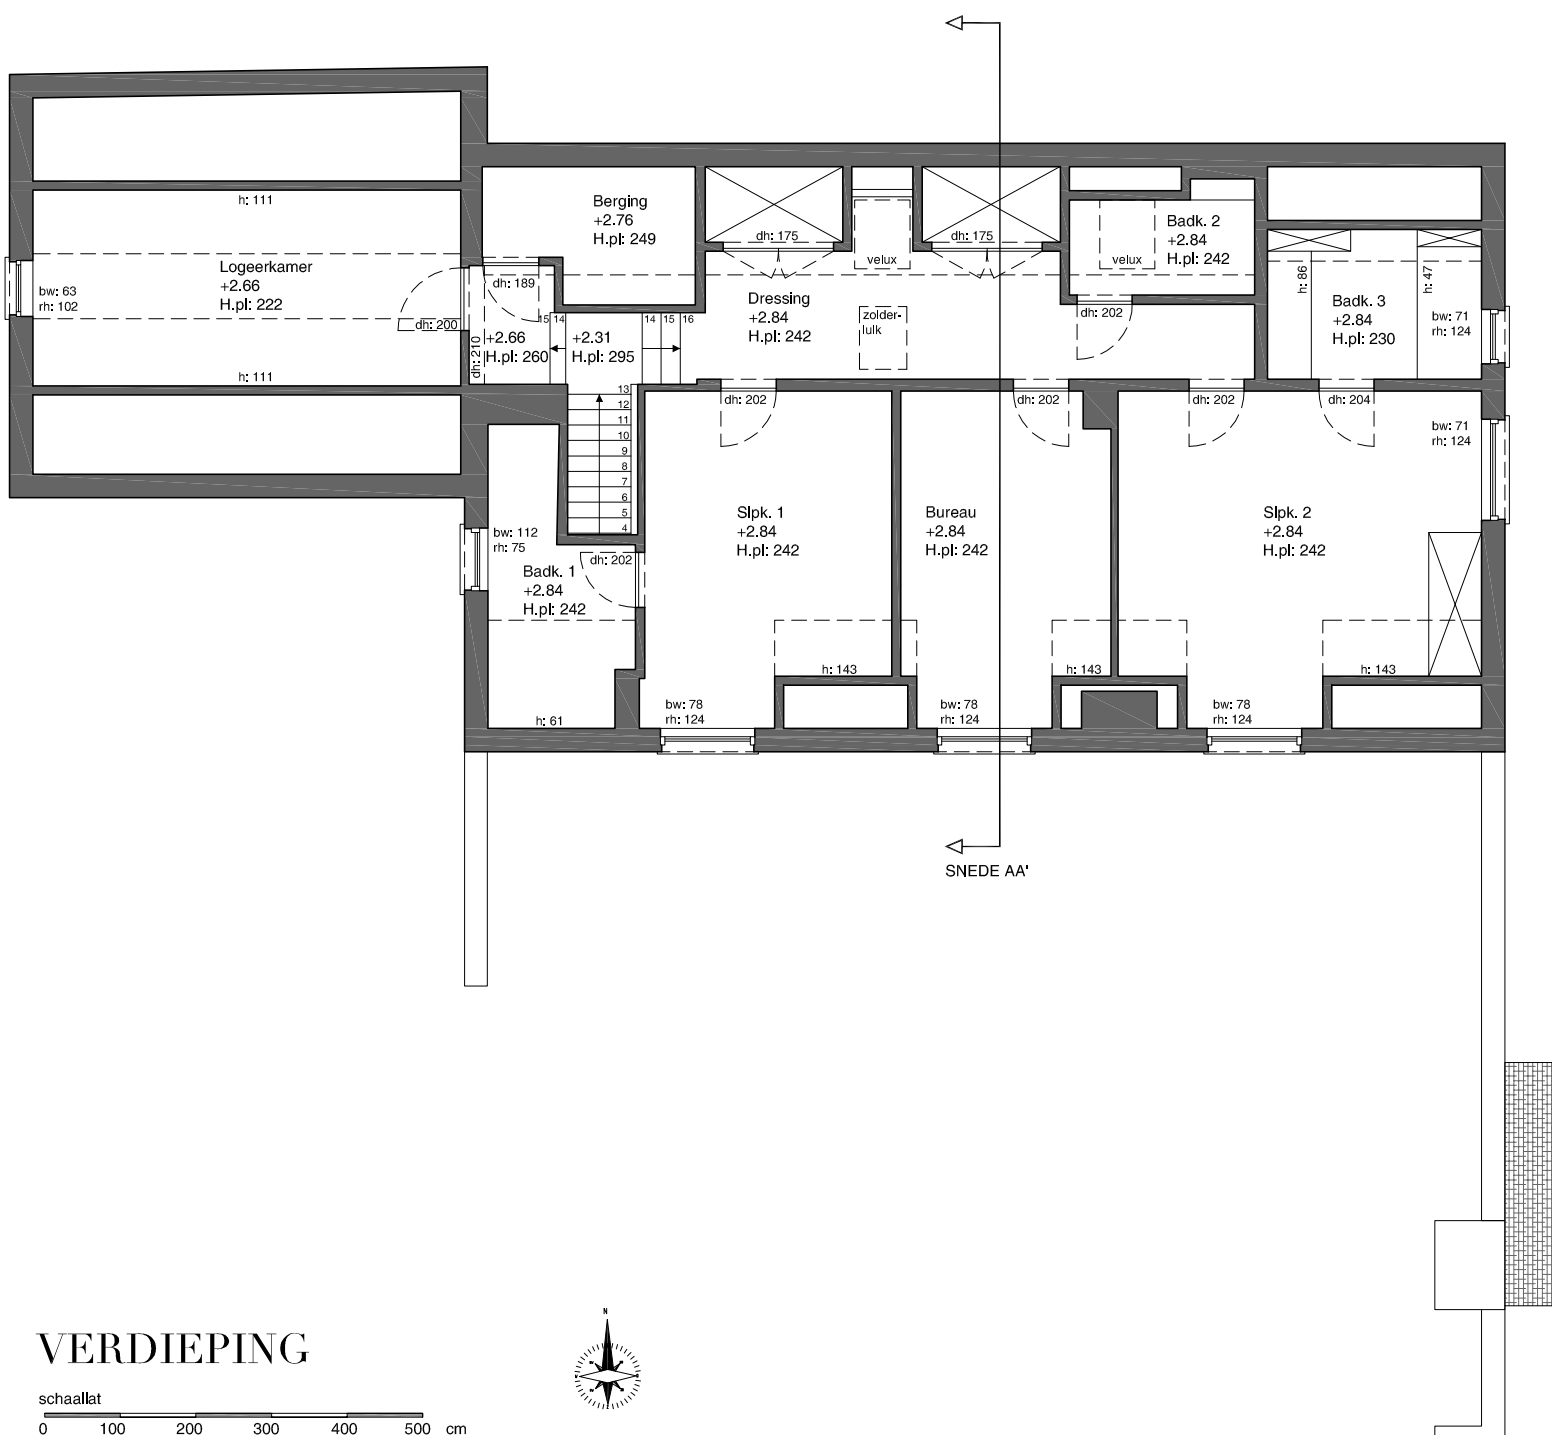 h: 111
Logeerkamer
+2.66
H.pl: 222
bw: 63
rh: 102
dh: 200
h: 111
Berging
+2.76
H.pl: 249
dh: 189
dh: 210
+2.66
H.pl: 260
15 14
+2.31
H.pl: 295
14 15 16
13
12
11
10
9
8
7
6
5
4
dh: 175
velux
dh: 175
Dressing
+2.84
H.pl: 242
zolder-
lulk
velux
Badk. 2
+2.84
H.pl: 242
dh: 202
h: 86
h: 47
Badk. 3
+2.84
H.pl: 230
bw: 71
rh: 124
dh: 202
dh: 202
dh: 202
dh: 204
bw: 71
rh: 124
bw: 112
rh: 75
dh: 202
Badk. 1
+2.84
H.pl: 242
h: 61
Slpk. 1
+2.84
H.pl: 242
h: 143
bw: 78
rh: 124
Bureau
+2.84
H.pl: 242
h: 143
bw: 78
rh: 124
Slpk. 2
+2.84
H.pl: 242
h: 143
bw: 78
rh: 124
SNEDE AA'
N
VERDIEPING
schaallat
0 100 200 300 400 500 cm